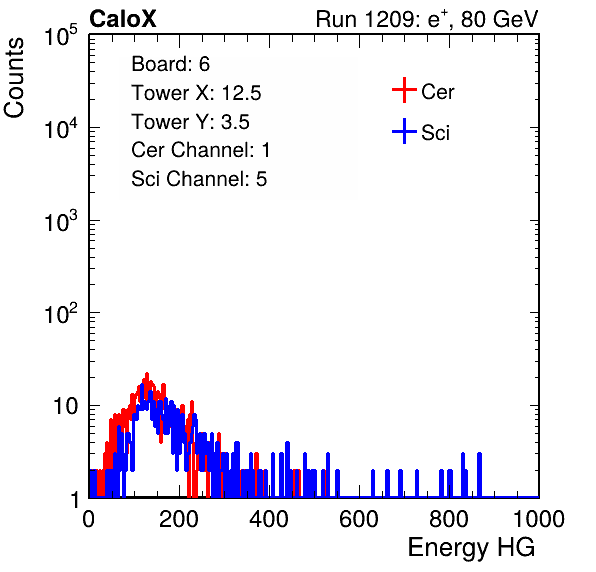 CaloX Run 1209: e⁺, 80 GeV
Counts
Board: 6
Tower X: 12.5
Tower Y: 3.5
Cer Channel: 1
Sci Channel: 5
Cer
Sci
10⁵
10⁴
10³
10²
10
1
0 200 400 600 800 1000
Energy HG